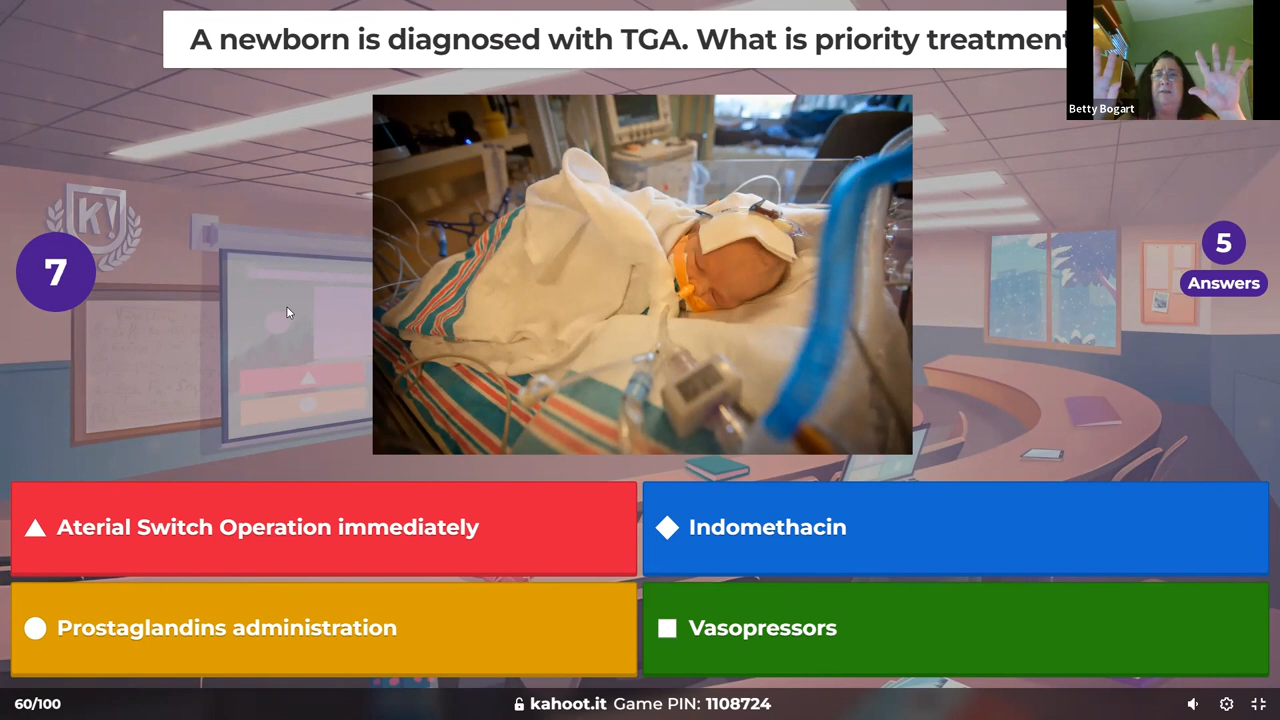 A newborn is diagnosed with TGA. What is priority treatment
Betty Bogart
K!
7
5
Answers
Aterial Switch Operation immediately
Indomethacin
Prostaglandins administration
Vasopressors
60/100
kahoot.it Game PIN: 1108724